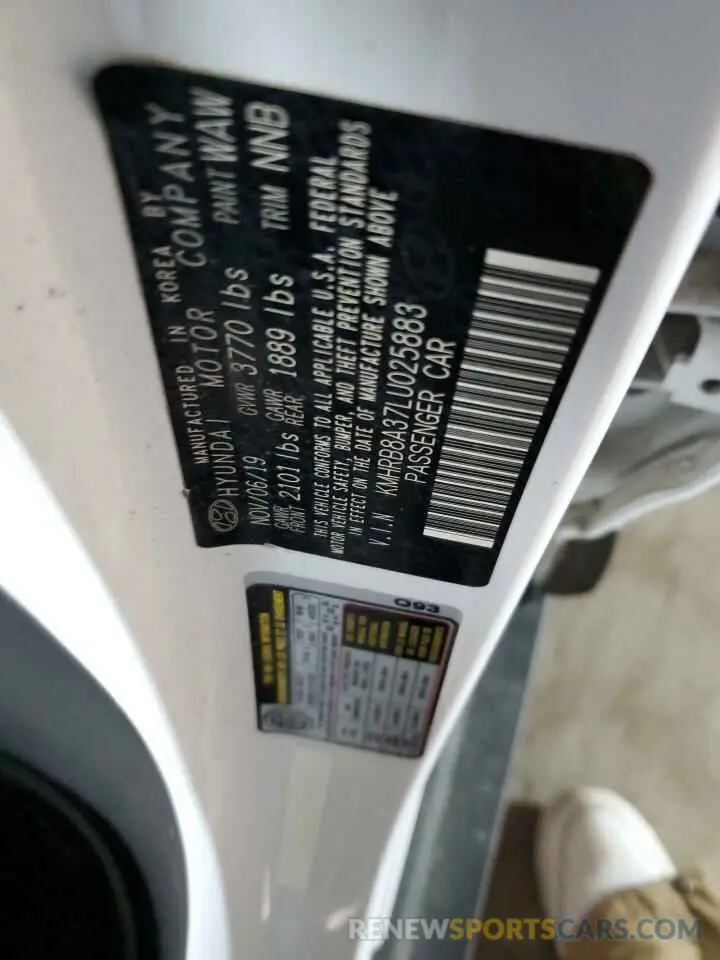 MANUFACTURED IN KOREA BY
HYUNDAI MOTOR COMPANY
NOV/06/19 GVWR 3770 lbs PAINT WAW
GAWR FRONT 2101 lbs GAWR REAR 1889 lbs TRIM NNB
THIS VEHICLE CONFORMS TO ALL APPLICABLE U.S.A. FEDERAL
MOTOR VEHICLE SAFETY, BUMPER, AND THEFT PREVENTION STANDARDS
IN EFFECT ON THE DATE OF MANUFACTURE SHOWN ABOVE
V.I.N KMHRB8A37LU025883
PASSENGER CAR
O93
RENEWSPORTSCARS.COM